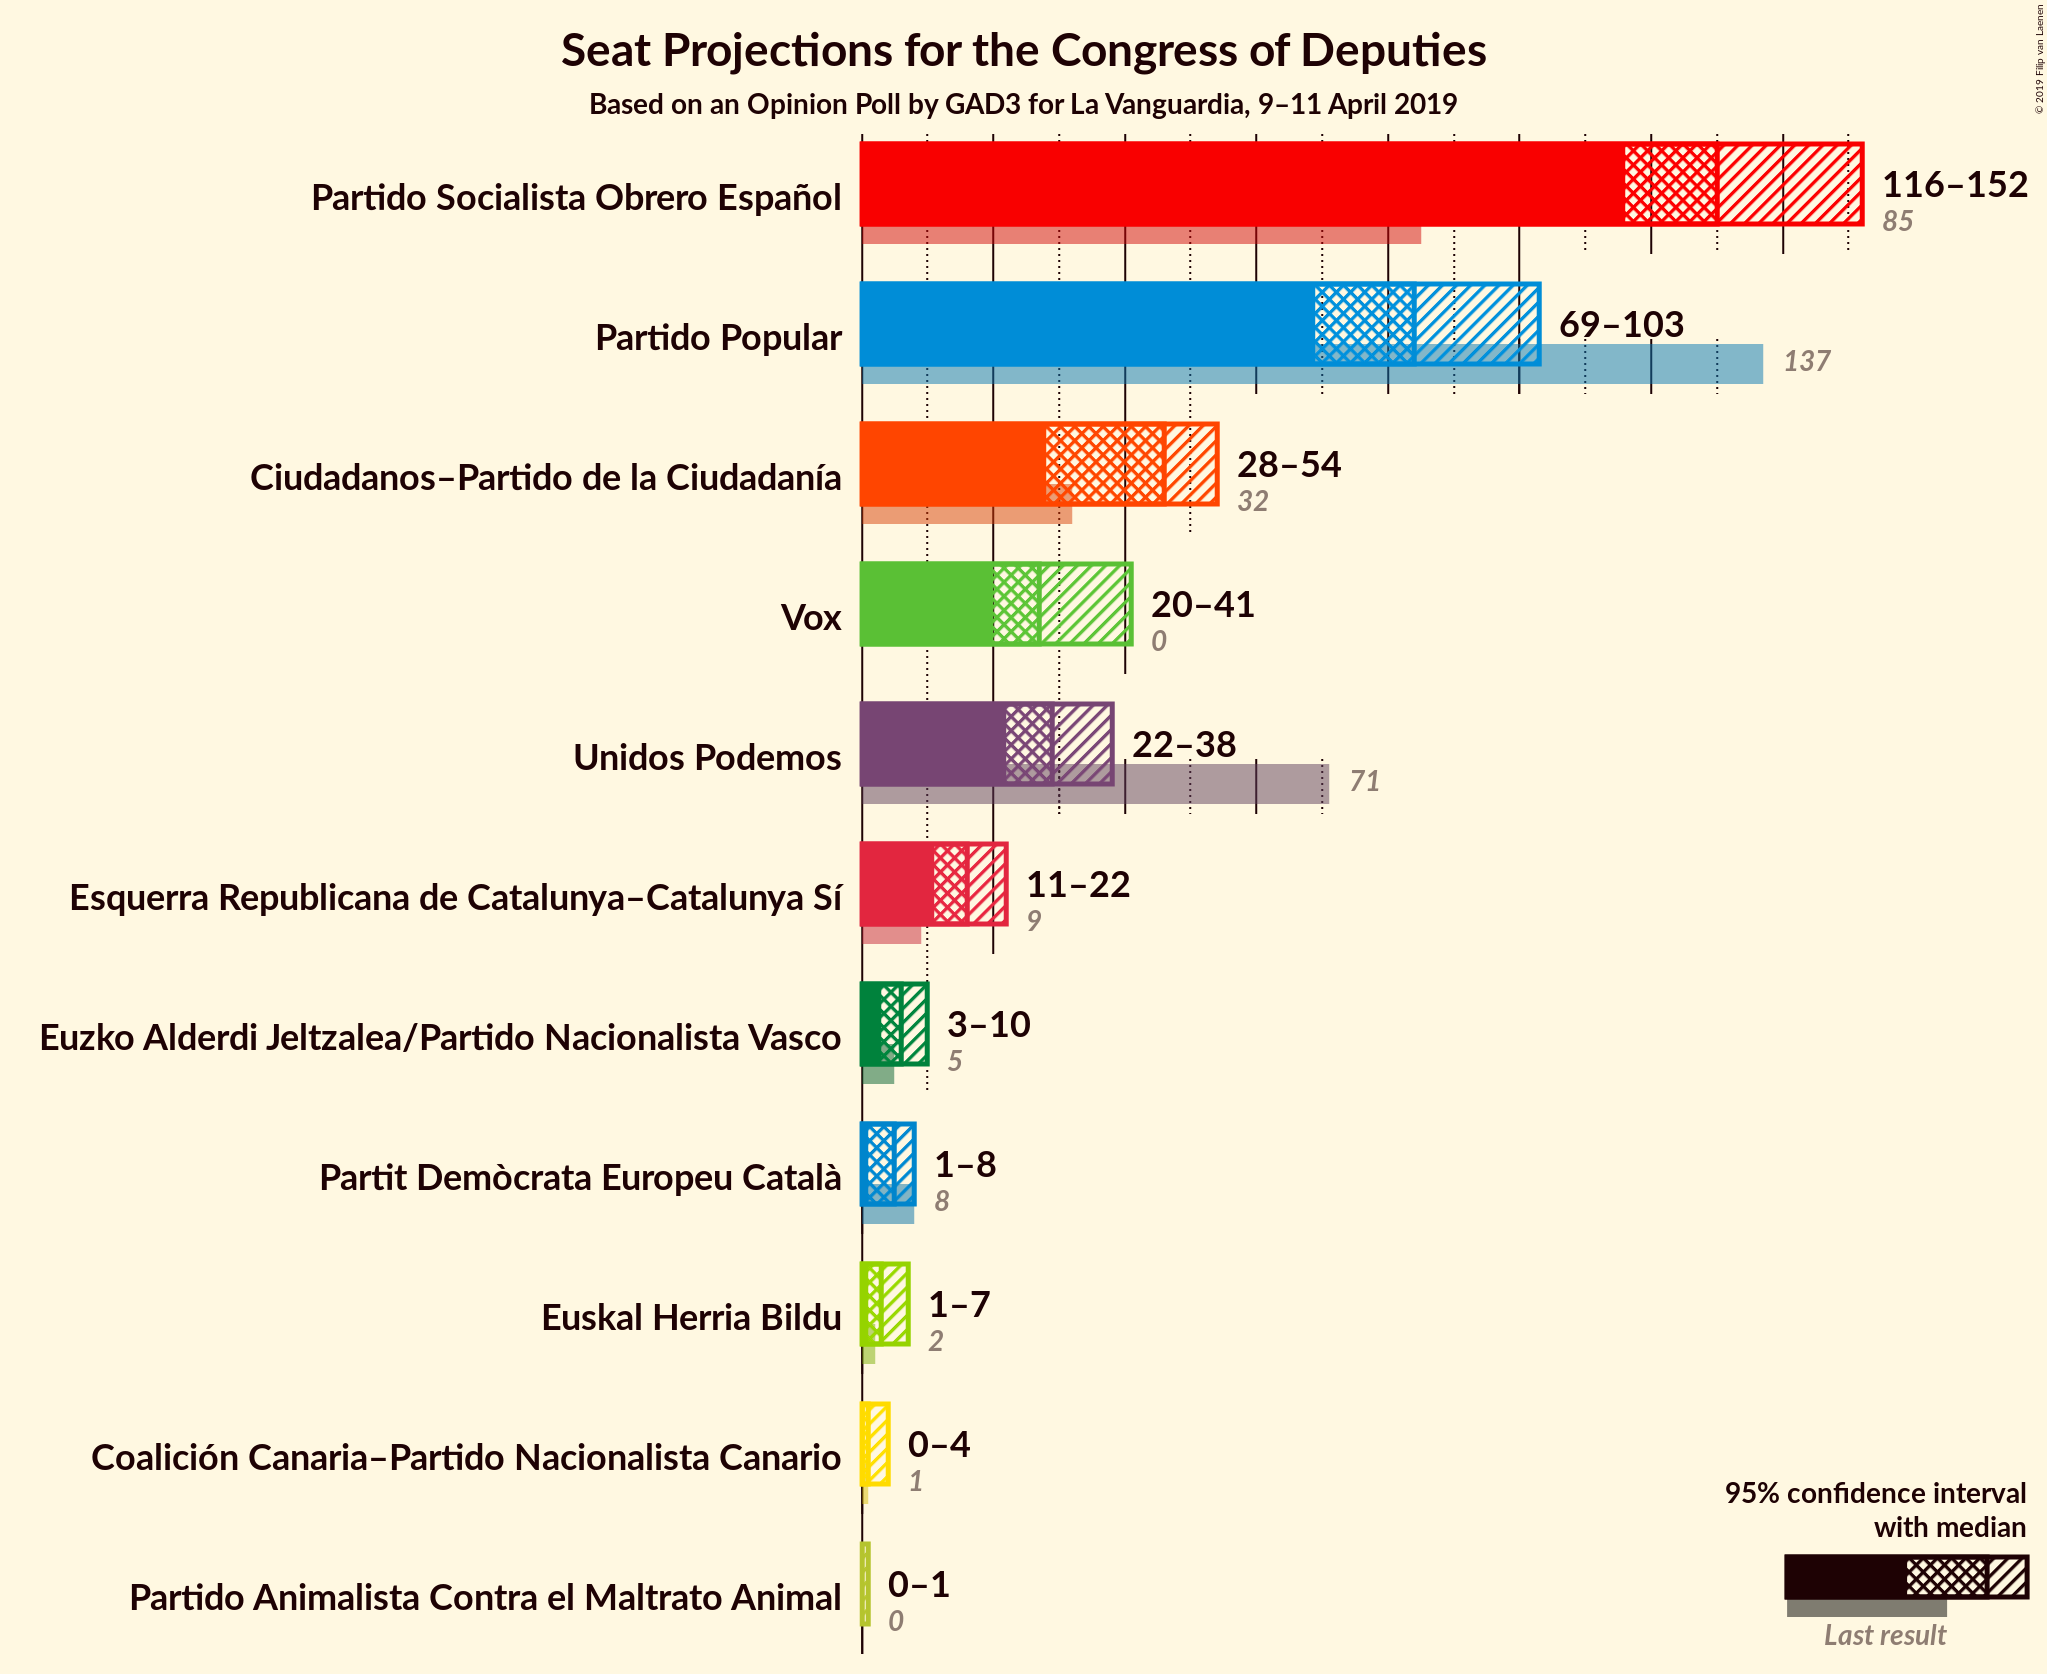 Seat Projections for the Congress of Deputies
Based on an Opinion Poll by GAD3 for La Vanguardia, 9–11 April 2019
© 2019 Filip van Laenen
Partido Socialista Obrero Español
116–152
85
Partido Popular
69–103
137
Ciudadanos–Partido de la Ciudadanía
28–54
32
Vox
20–41
0
Unidos Podemos
22–38
71
Esquerra Republicana de Catalunya–Catalunya Sí
11–22
9
Euzko Alderdi Jeltzalea/Partido Nacionalista Vasco
3–10
5
Partit Demòcrata Europeu Català
1–8
8
Euskal Herria Bildu
1–7
2
Coalición Canaria–Partido Nacionalista Canario
0–4
1
Partido Animalista Contra el Maltrato Animal
0–1
0
95% confidence interval
with median
Last result